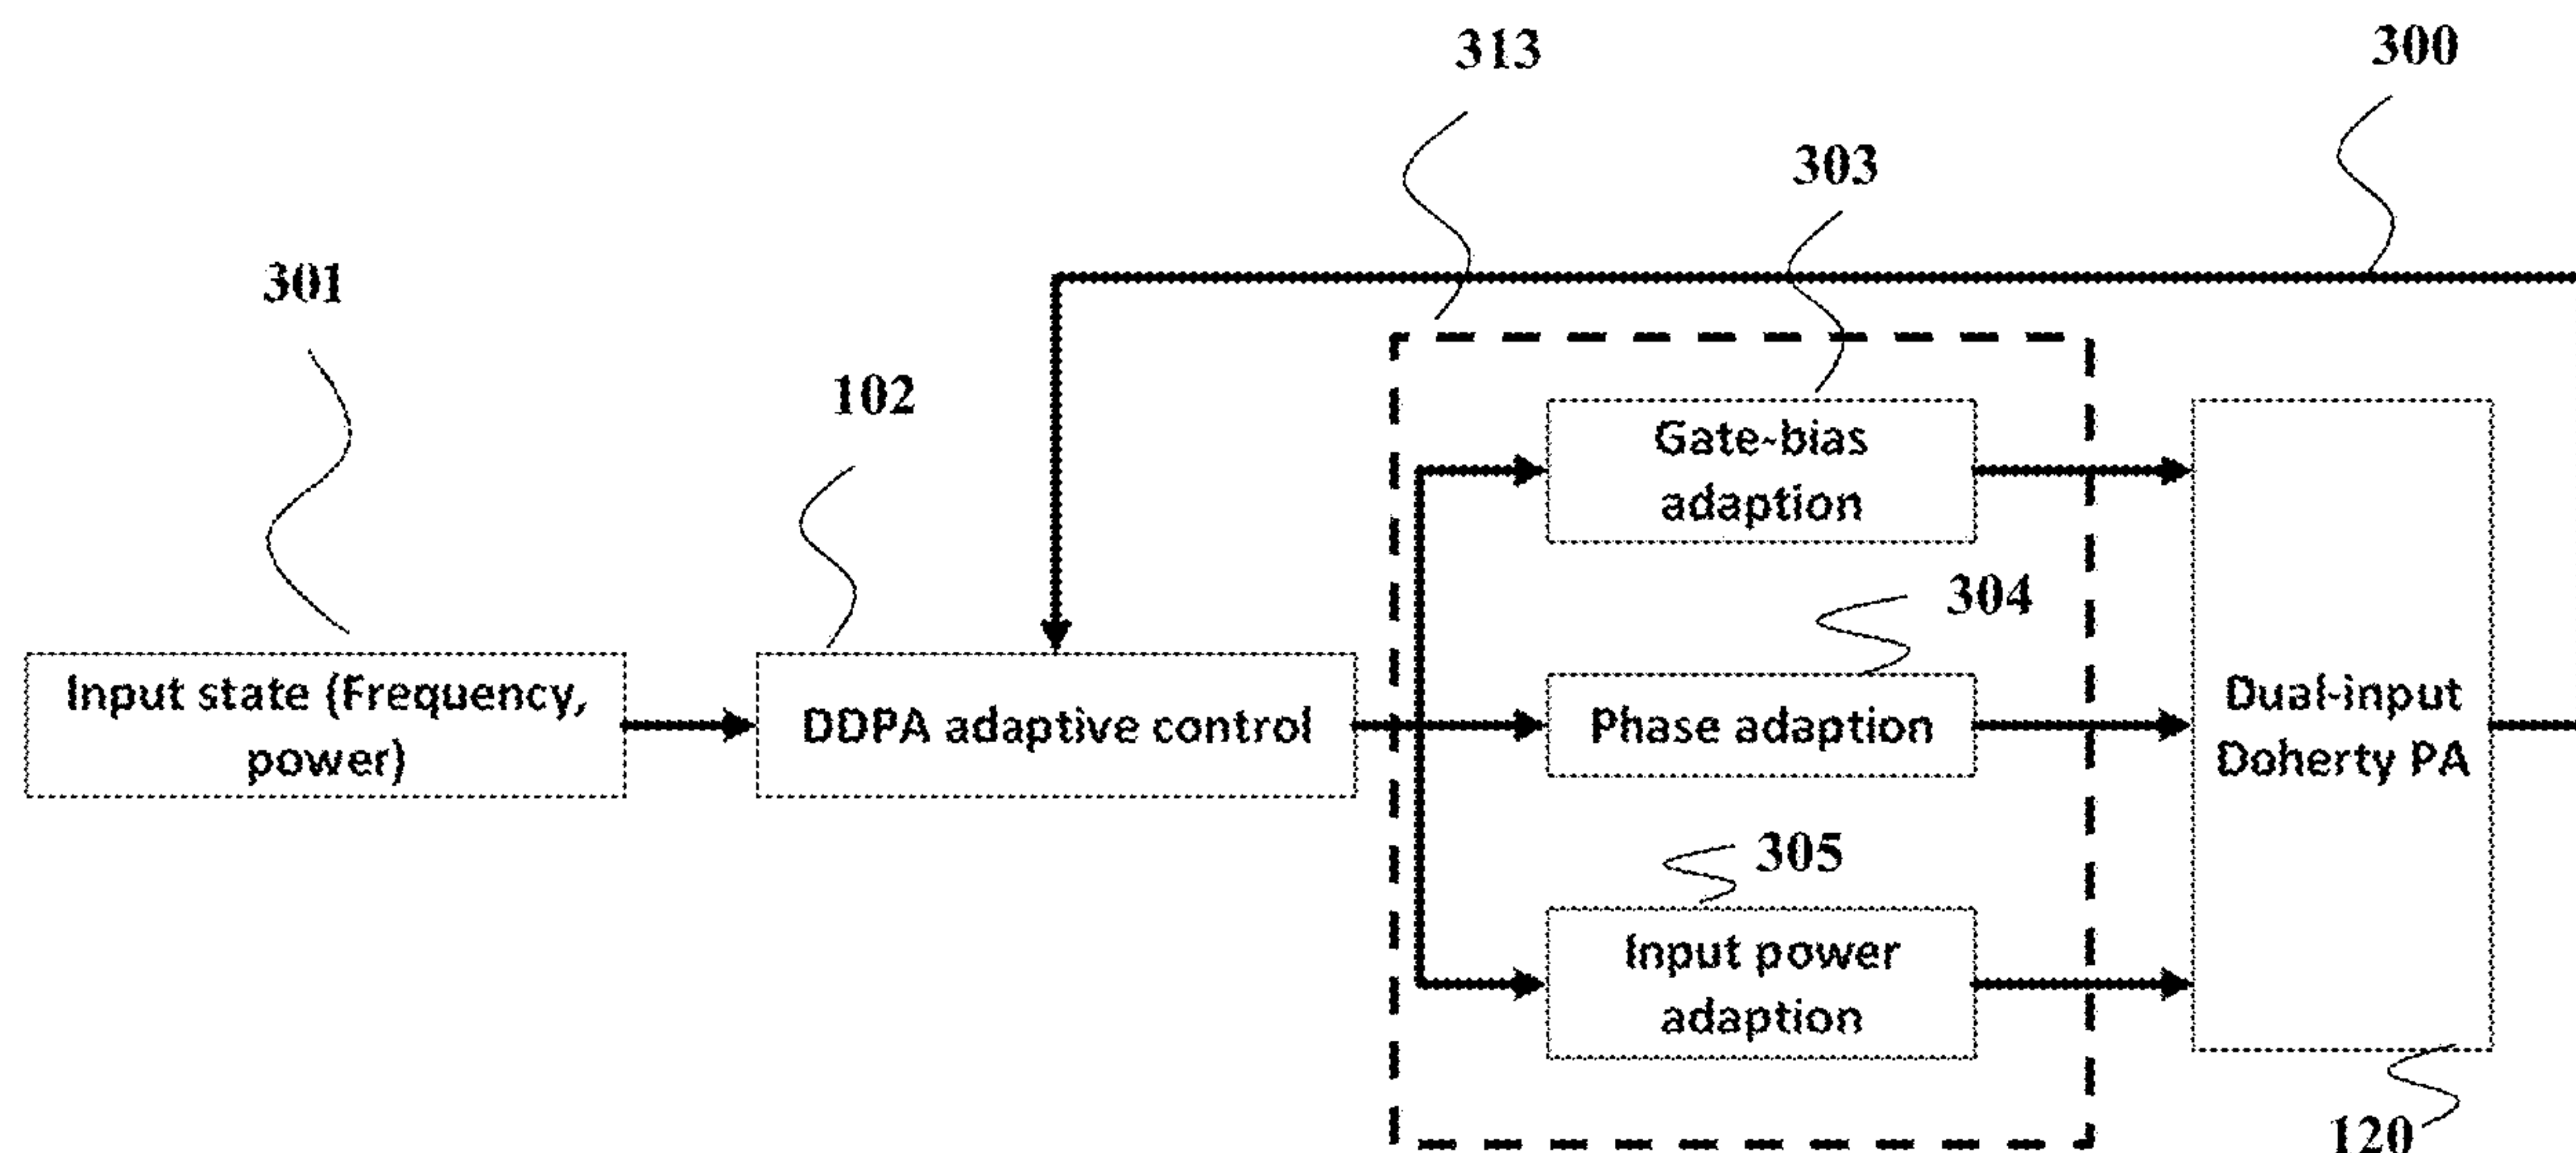 313
300
303
301
102
Gate-bias
adaption
304
Input state (Frequency,
power)
DDPA adaptive control
Phase adaption
Dual-input
Doherty PA
305
Input power
adaption
120